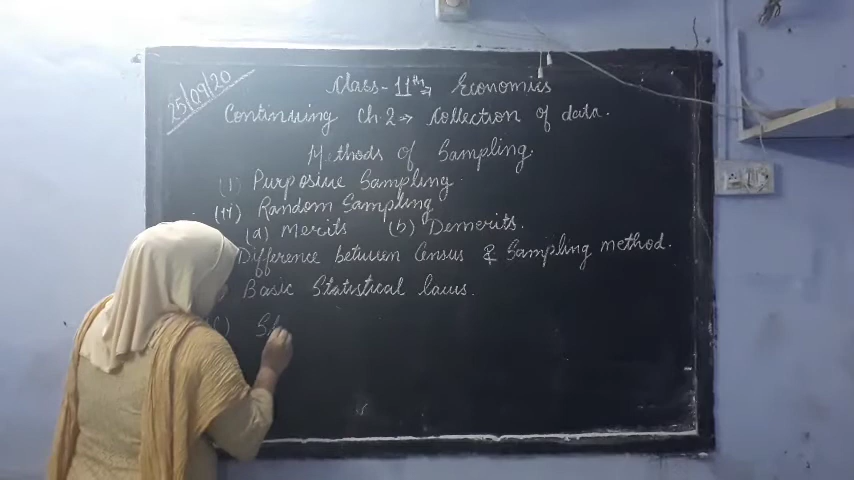 25/09/20
Class - 11th → Economics
Continuing Ch.2 → Collection of data.
Methods of Sampling.
(i) Purposive Sampling.
(ii) Random Sampling
(a) Merits (b) Demerits.
Difference between Census & Sampling method.
Basic Statistical laws.